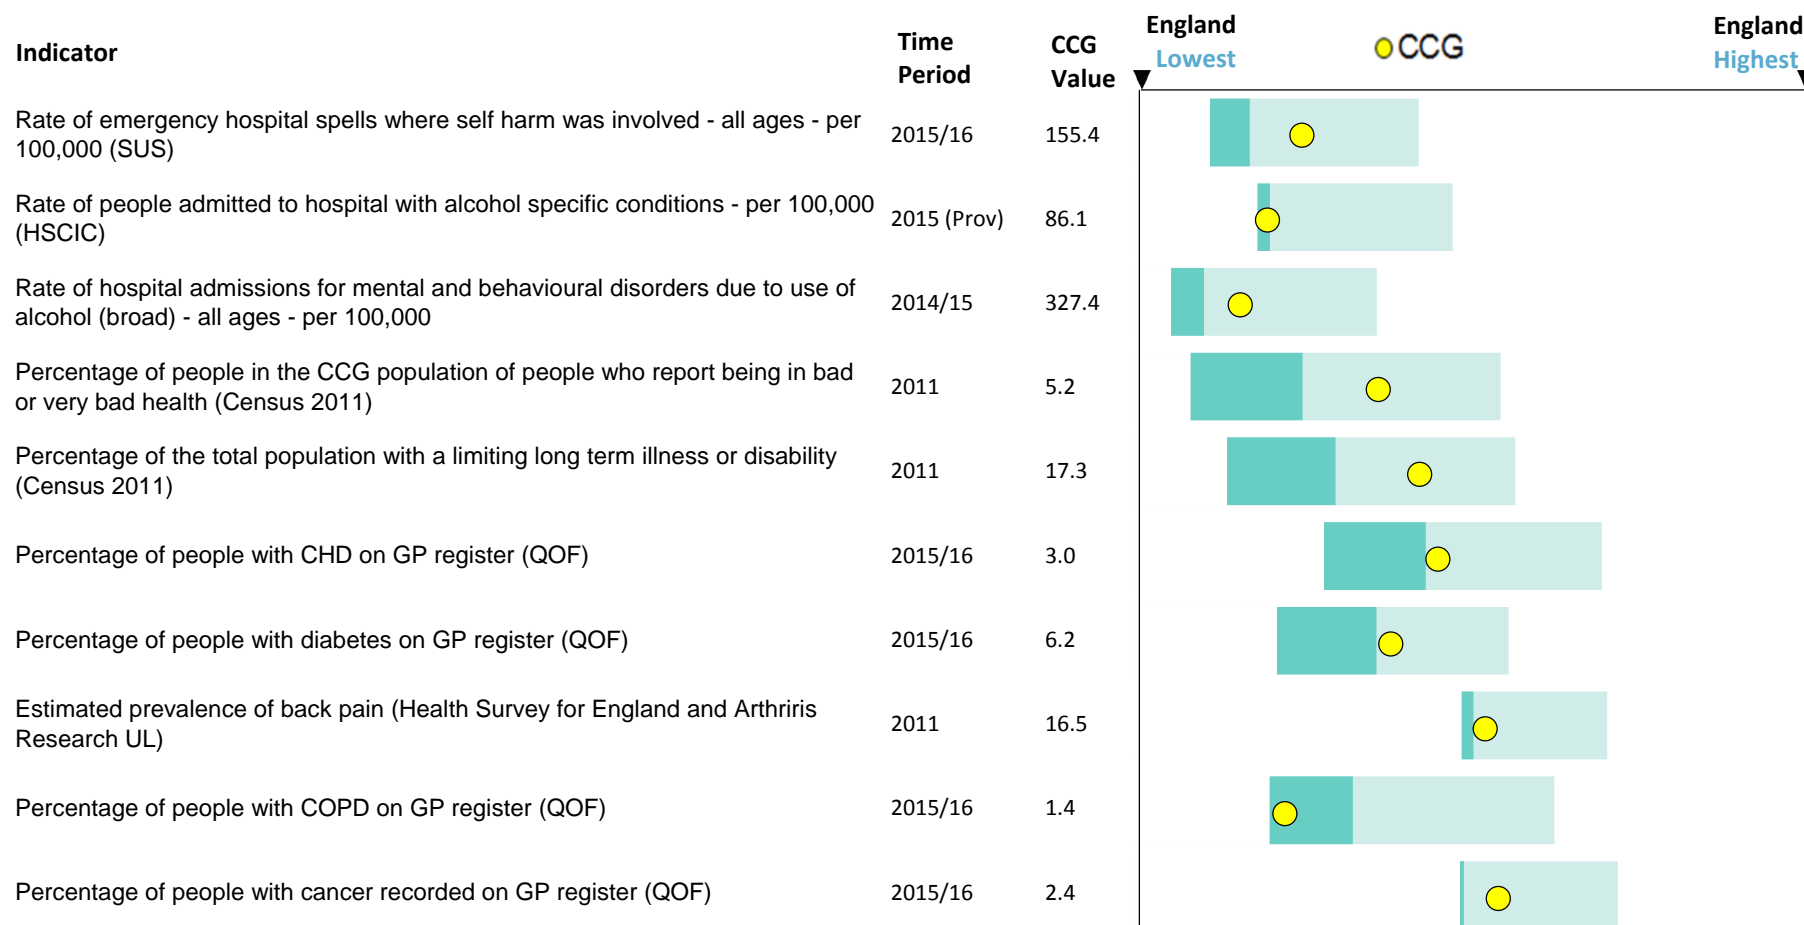 Indicator
Time
Period
CCG
Value
England
Lowest
CCG
England
Highest
Rate of emergency hospital spells where self harm was involved - all ages - per
100,000 (SUS)
2015/16
155.4
Rate of people admitted to hospital with alcohol specific conditions - per 100,000
(HSCIC)
2015 (Prov)
86.1
Rate of hospital admissions for mental and behavioural disorders due to use of
alcohol (broad) - all ages - per 100,000
2014/15
327.4
Percentage of people in the CCG population of people who report being in bad
or very bad health (Census 2011)
2011
5.2
Percentage of the total population with a limiting long term illness or disability
(Census 2011)
2011
17.3
Percentage of people with CHD on GP register (QOF)
2015/16
3.0
Percentage of people with diabetes on GP register (QOF)
2015/16
6.2
Estimated prevalence of back pain (Health Survey for England and Arthriris
Research UL)
2011
16.5
Percentage of people with COPD on GP register (QOF)
2015/16
1.4
Percentage of people with cancer recorded on GP register (QOF)
2015/16
2.4